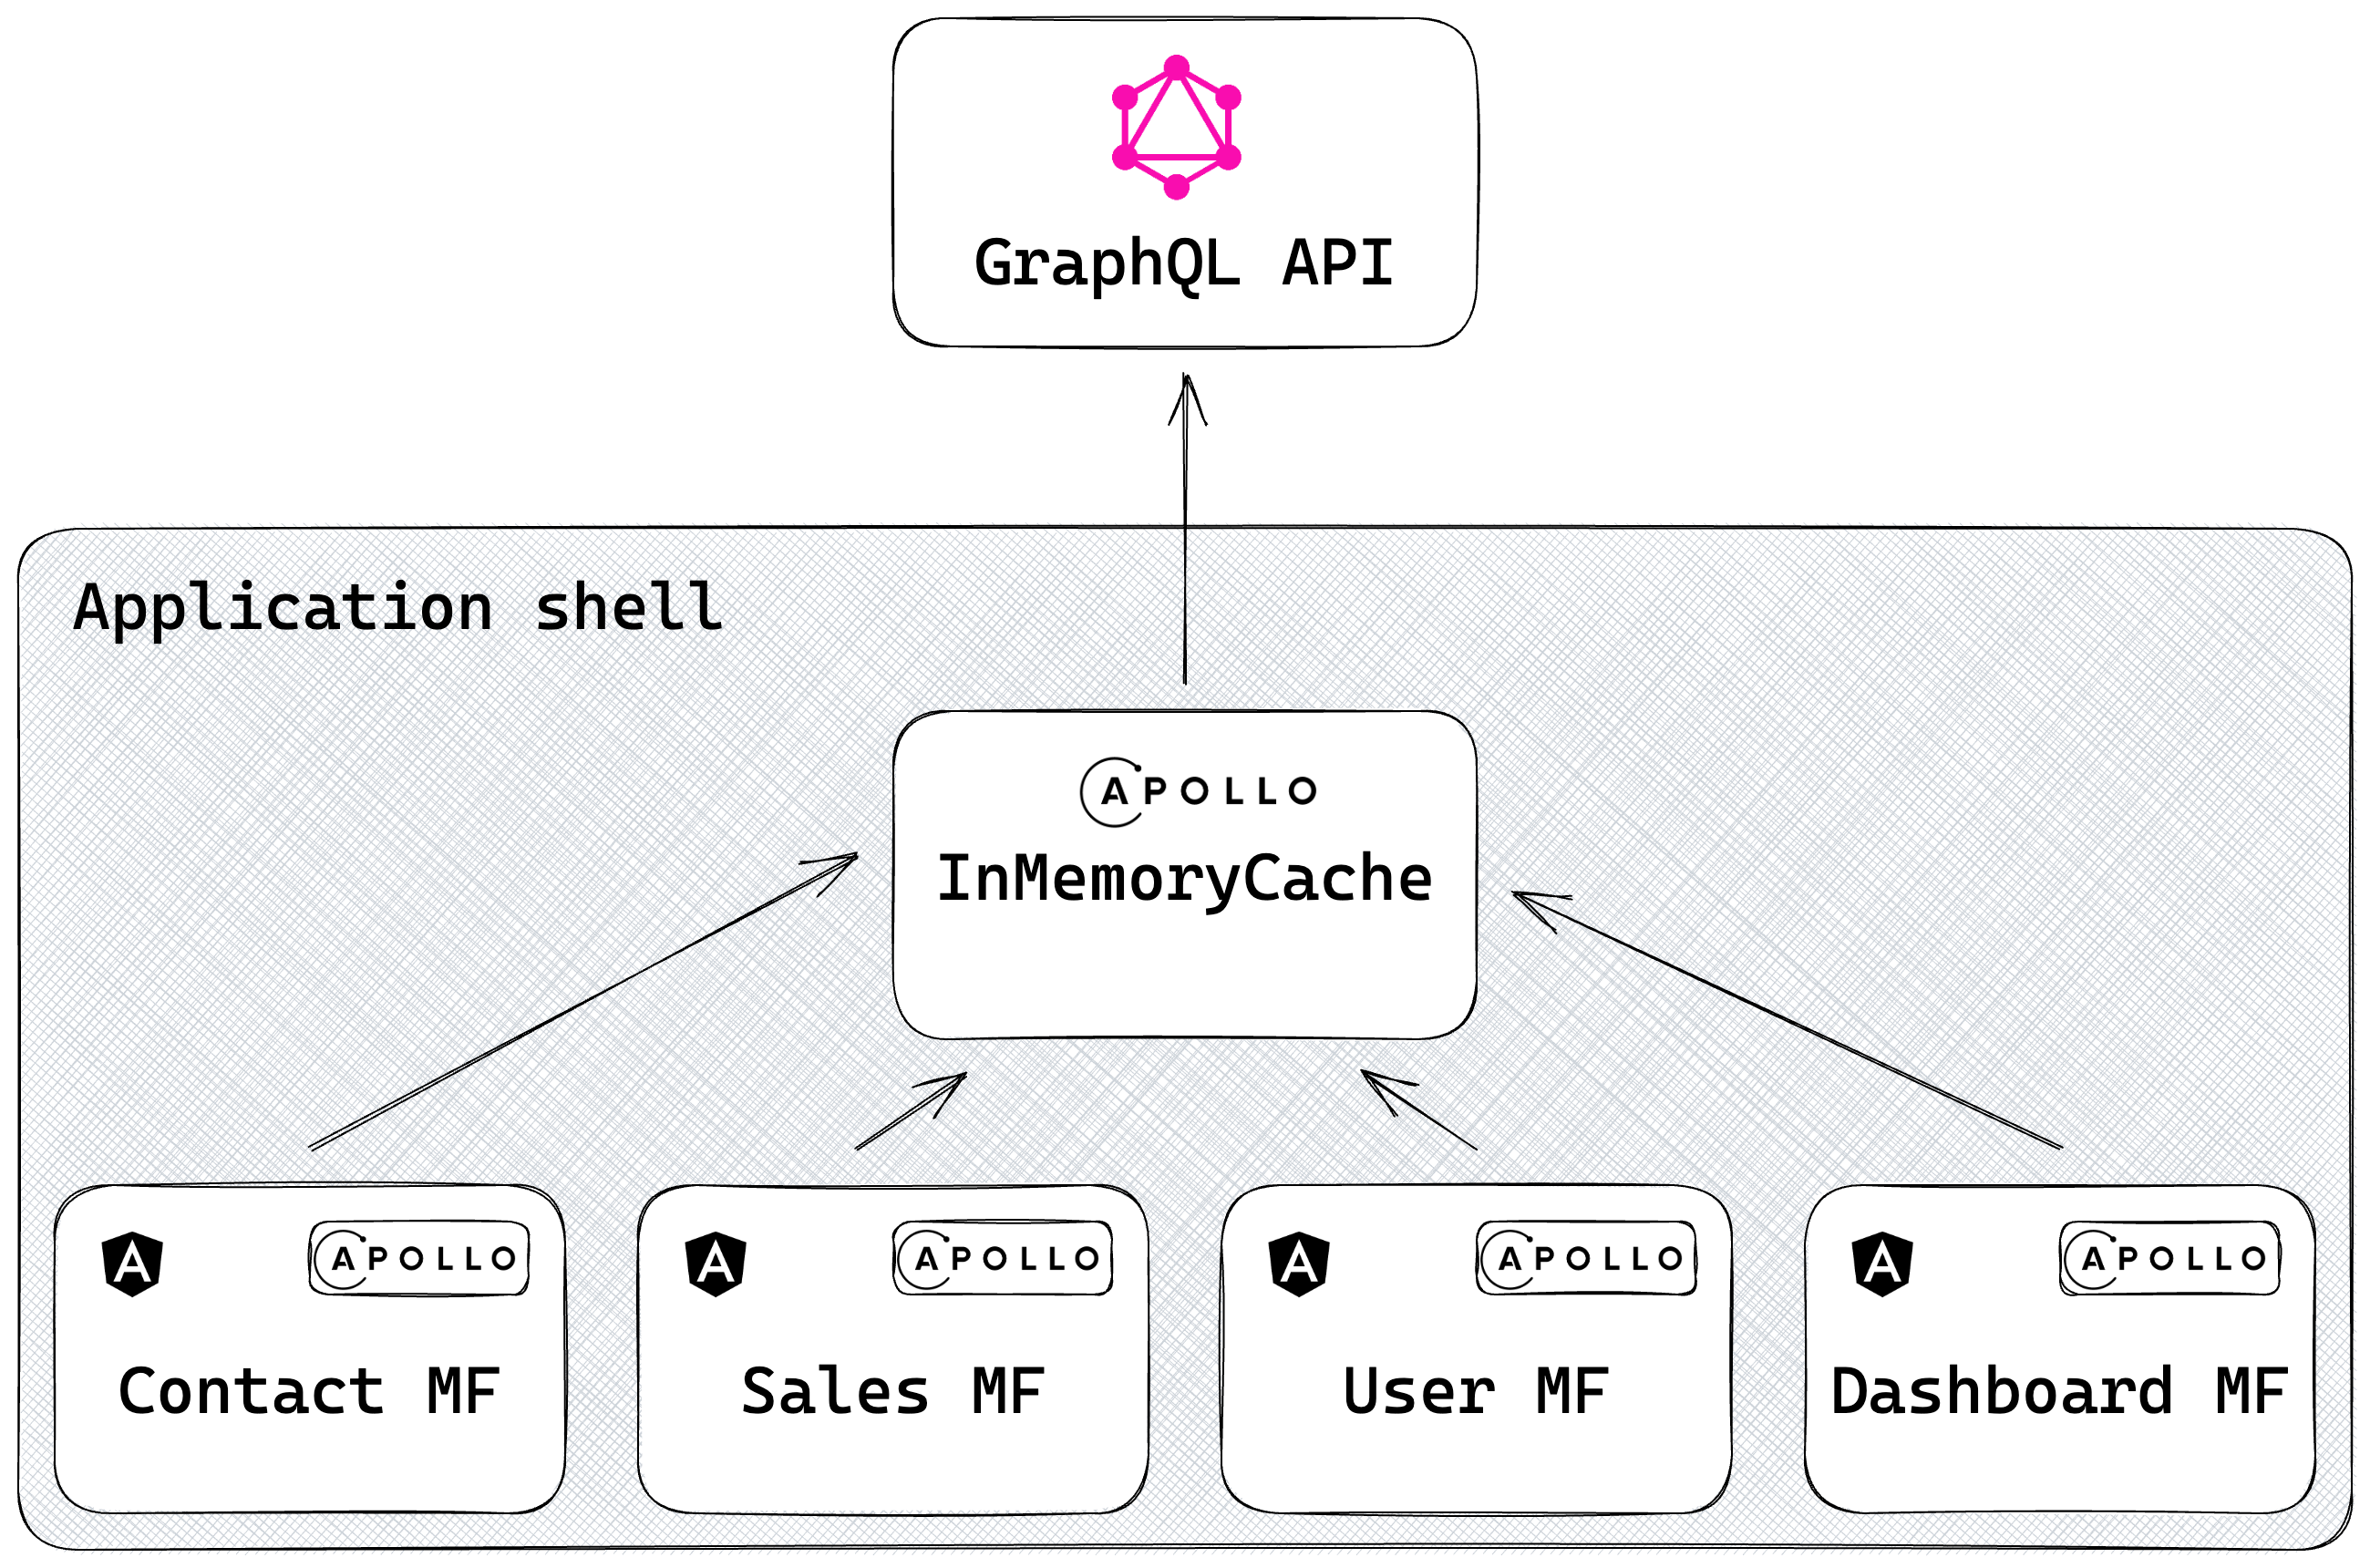 GraphQL API
Application shell
APOLLO
InMemoryCache
A APOLLO
Contact MF
A APOLLO
Sales MF
A APOLLO
User MF
A APOLLO
Dashboard MF